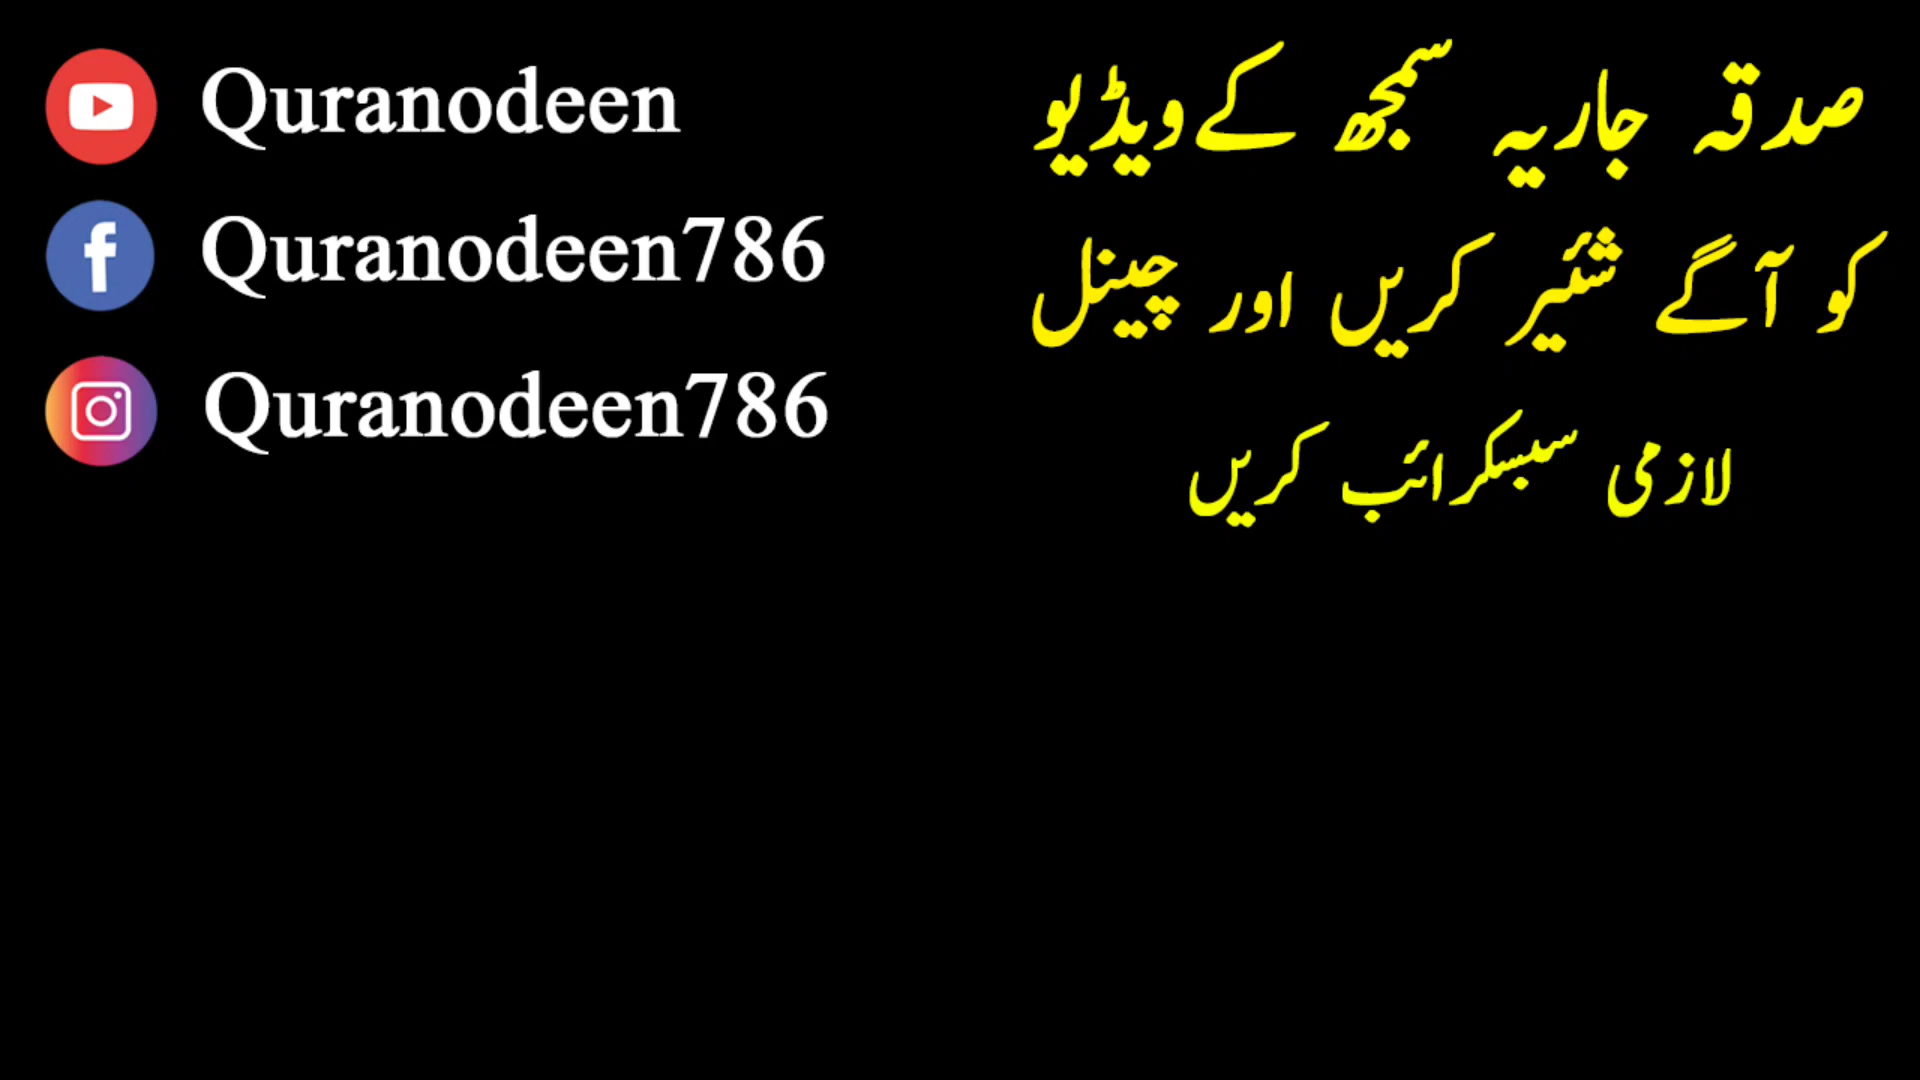 Quranodeen
Quranodeen786
Quranodeen786
صدقہ جاریہ سمجھ کے ویڈیو
کو آگے شئیر کریں اور چینل
لازمی سبسکرائب کریں